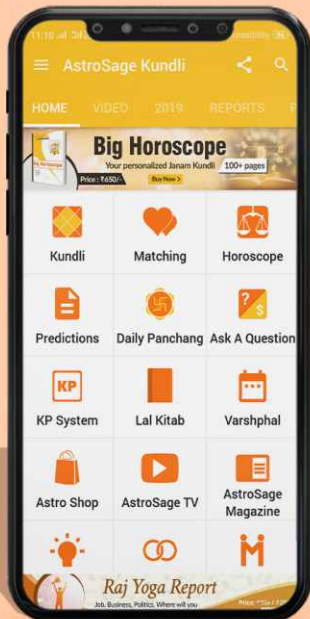 11:10
AstroSage Kundli
HOME VIDEO 2019 REPORTS P
Big Horoscope
Your personalized Janam Kundli 100+ pages
Price : ₹650/- Buy Now >
Kundli Matching Horoscope
Predictions Daily Panchang Ask A Question
KP
KP System Lal Kitab Varshphal
Astro Shop AstroSage TV AstroSage Magazine
Raj Yoga Report
Job, Business, Politics, Where will you